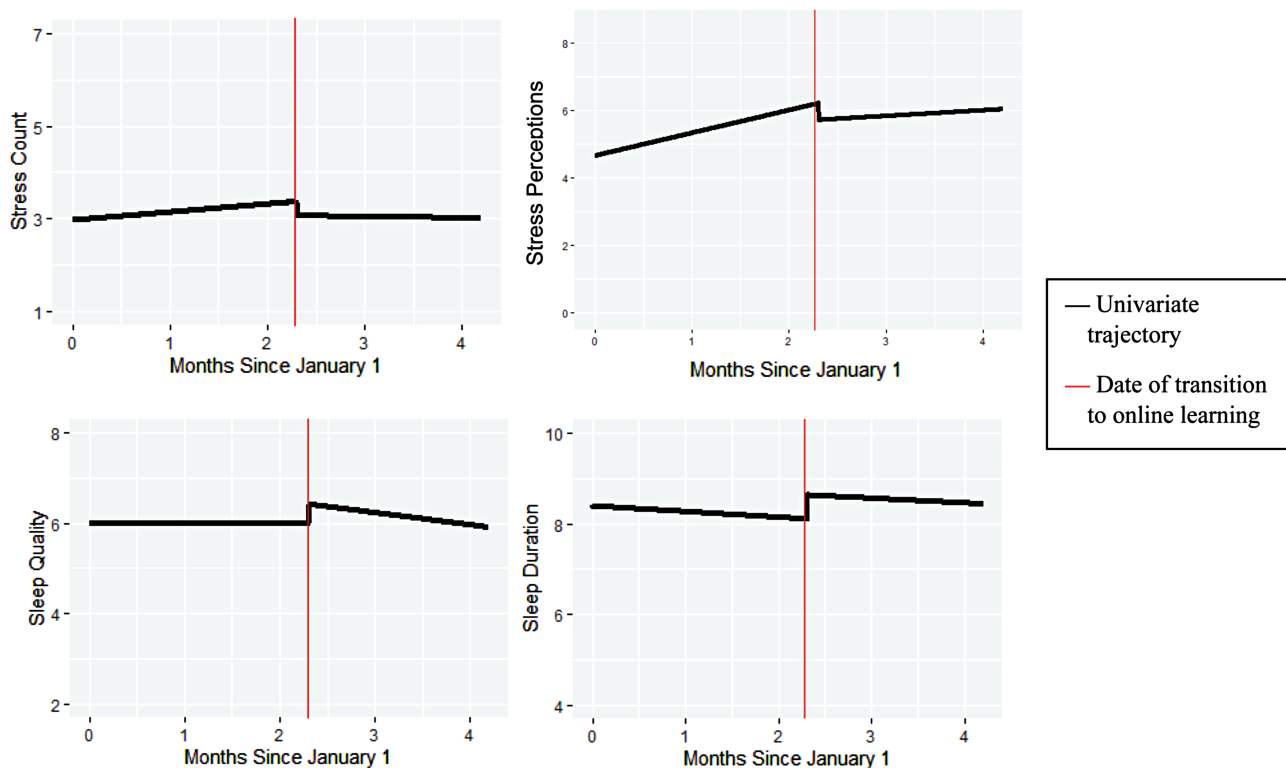 Stress Count
7
5
3
1
0 1 2 3 4
Months Since January 1
Stress Perceptions
8
6
4
2
0
0 1 2 3 4
Months Since January 1
Univariate
trajectory
Date of transition
to online learning
Sleep Quality
8
6
4
2
0 1 2 3 4
Months Since January 1
Sleep Duration
10
8
6
4
0 1 2 3 4
Months Since January 1